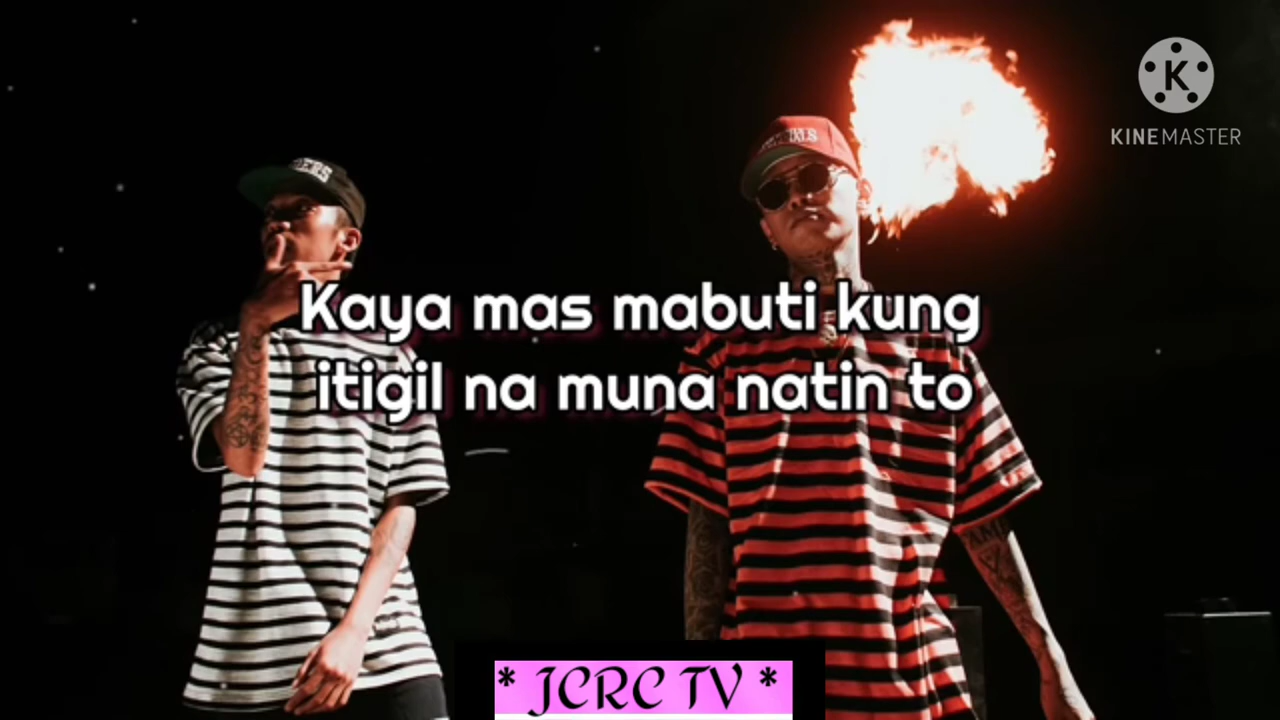 KINEMASTER
Kaya mas mabuti kung
itigil na muna natin to
* JCRC TV *